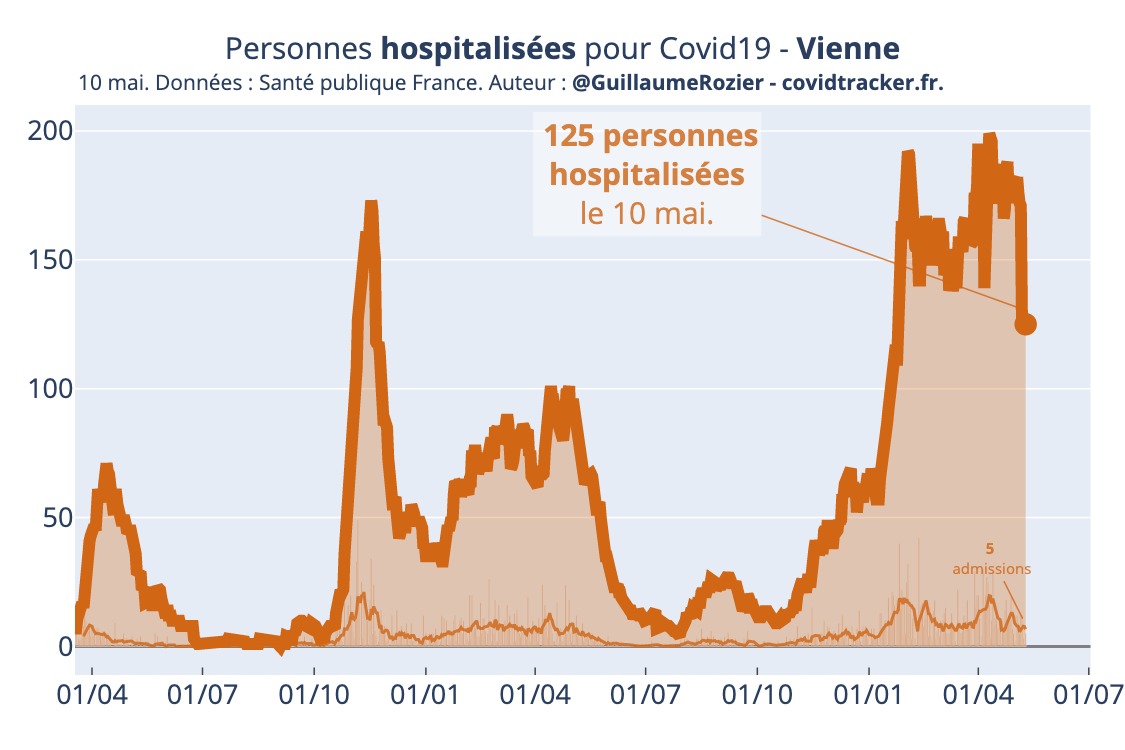 Personnes hospitalisées pour Covid19 - Vienne
10 mai. Données : Santé publique France. Auteur : @GuillaumeRozier - covidtracker.fr.
200
125 personnes
hospitalisées
le 10 mai.
150
100
50
5
admissions
0
01/04 01/07 01/10 01/01 01/04 01/07 01/10 01/01 01/04 01/07